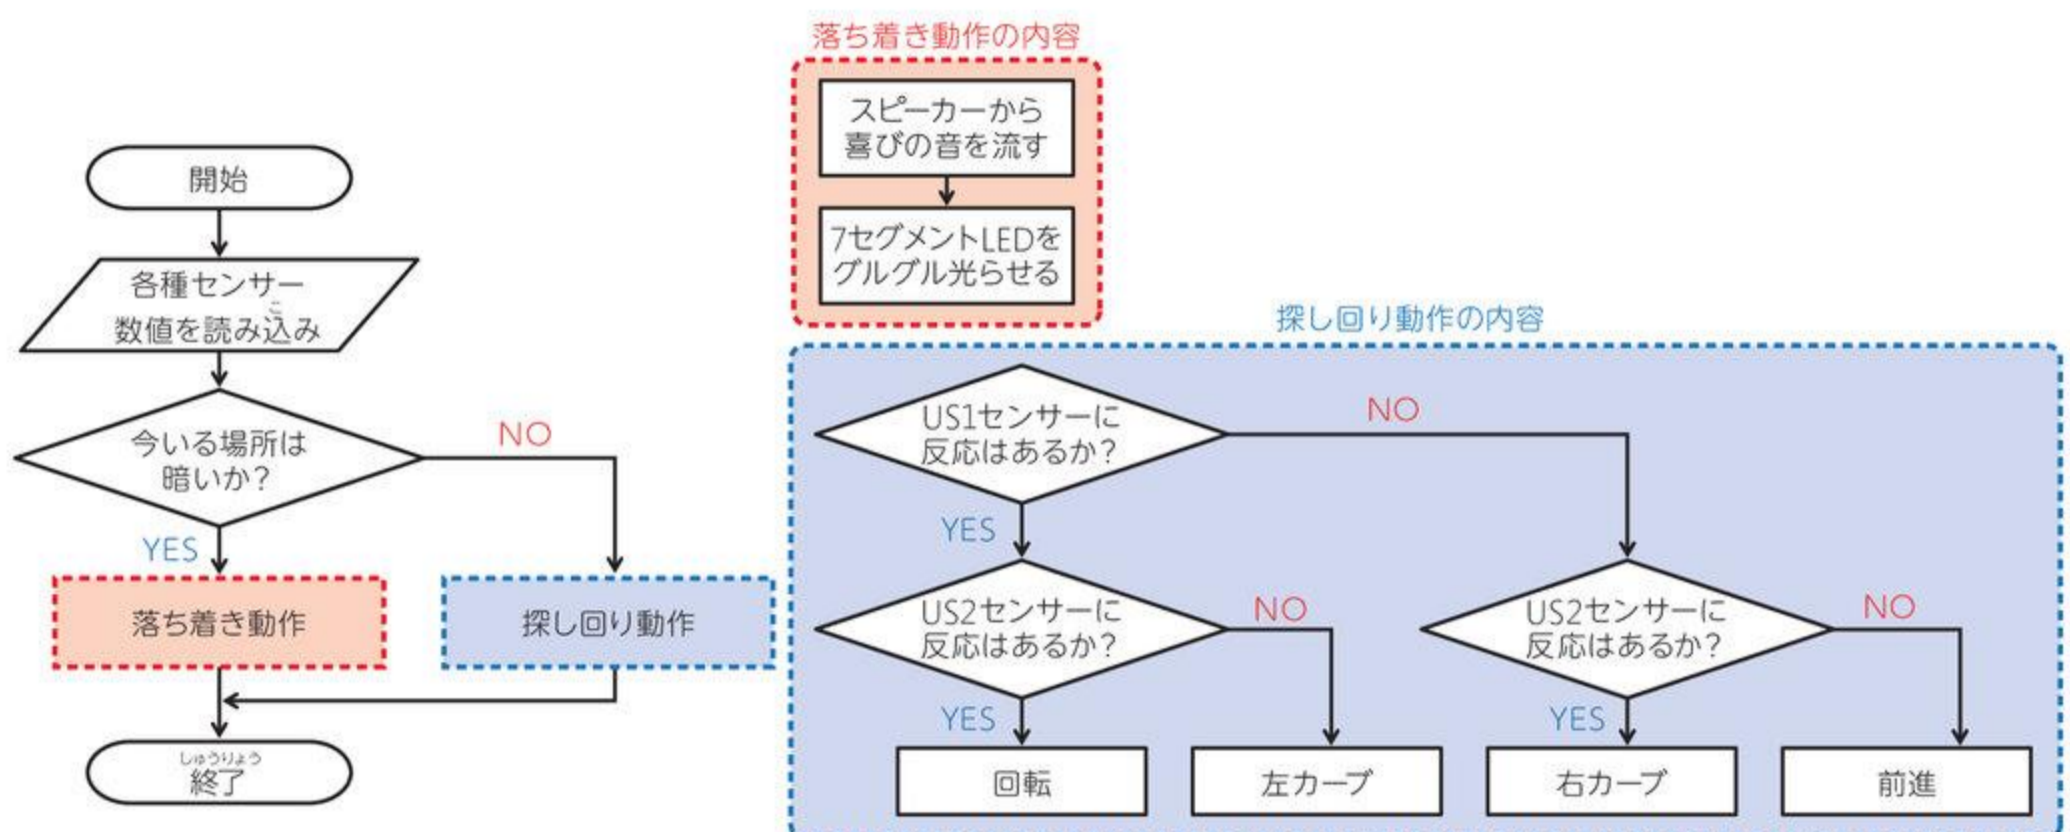 落ち着き動作の内容
スピーカーから
喜びの音を流す
7セグメントLEDを
グルグル光らせる
開始
各種センサー
こ
数値を読み込み
今いる場所は
暗いか?
NO
YES
落ち着き動作
探し回り動作
しゅうりょう
終了
探し回り動作の内容
US1センサーに
反応はあるか?
NO
YES
US2センサーに
反応はあるか?
NO
YES
US2センサーに
反応はあるか?
NO
YES
回転
左カーブ
右カーブ
前進